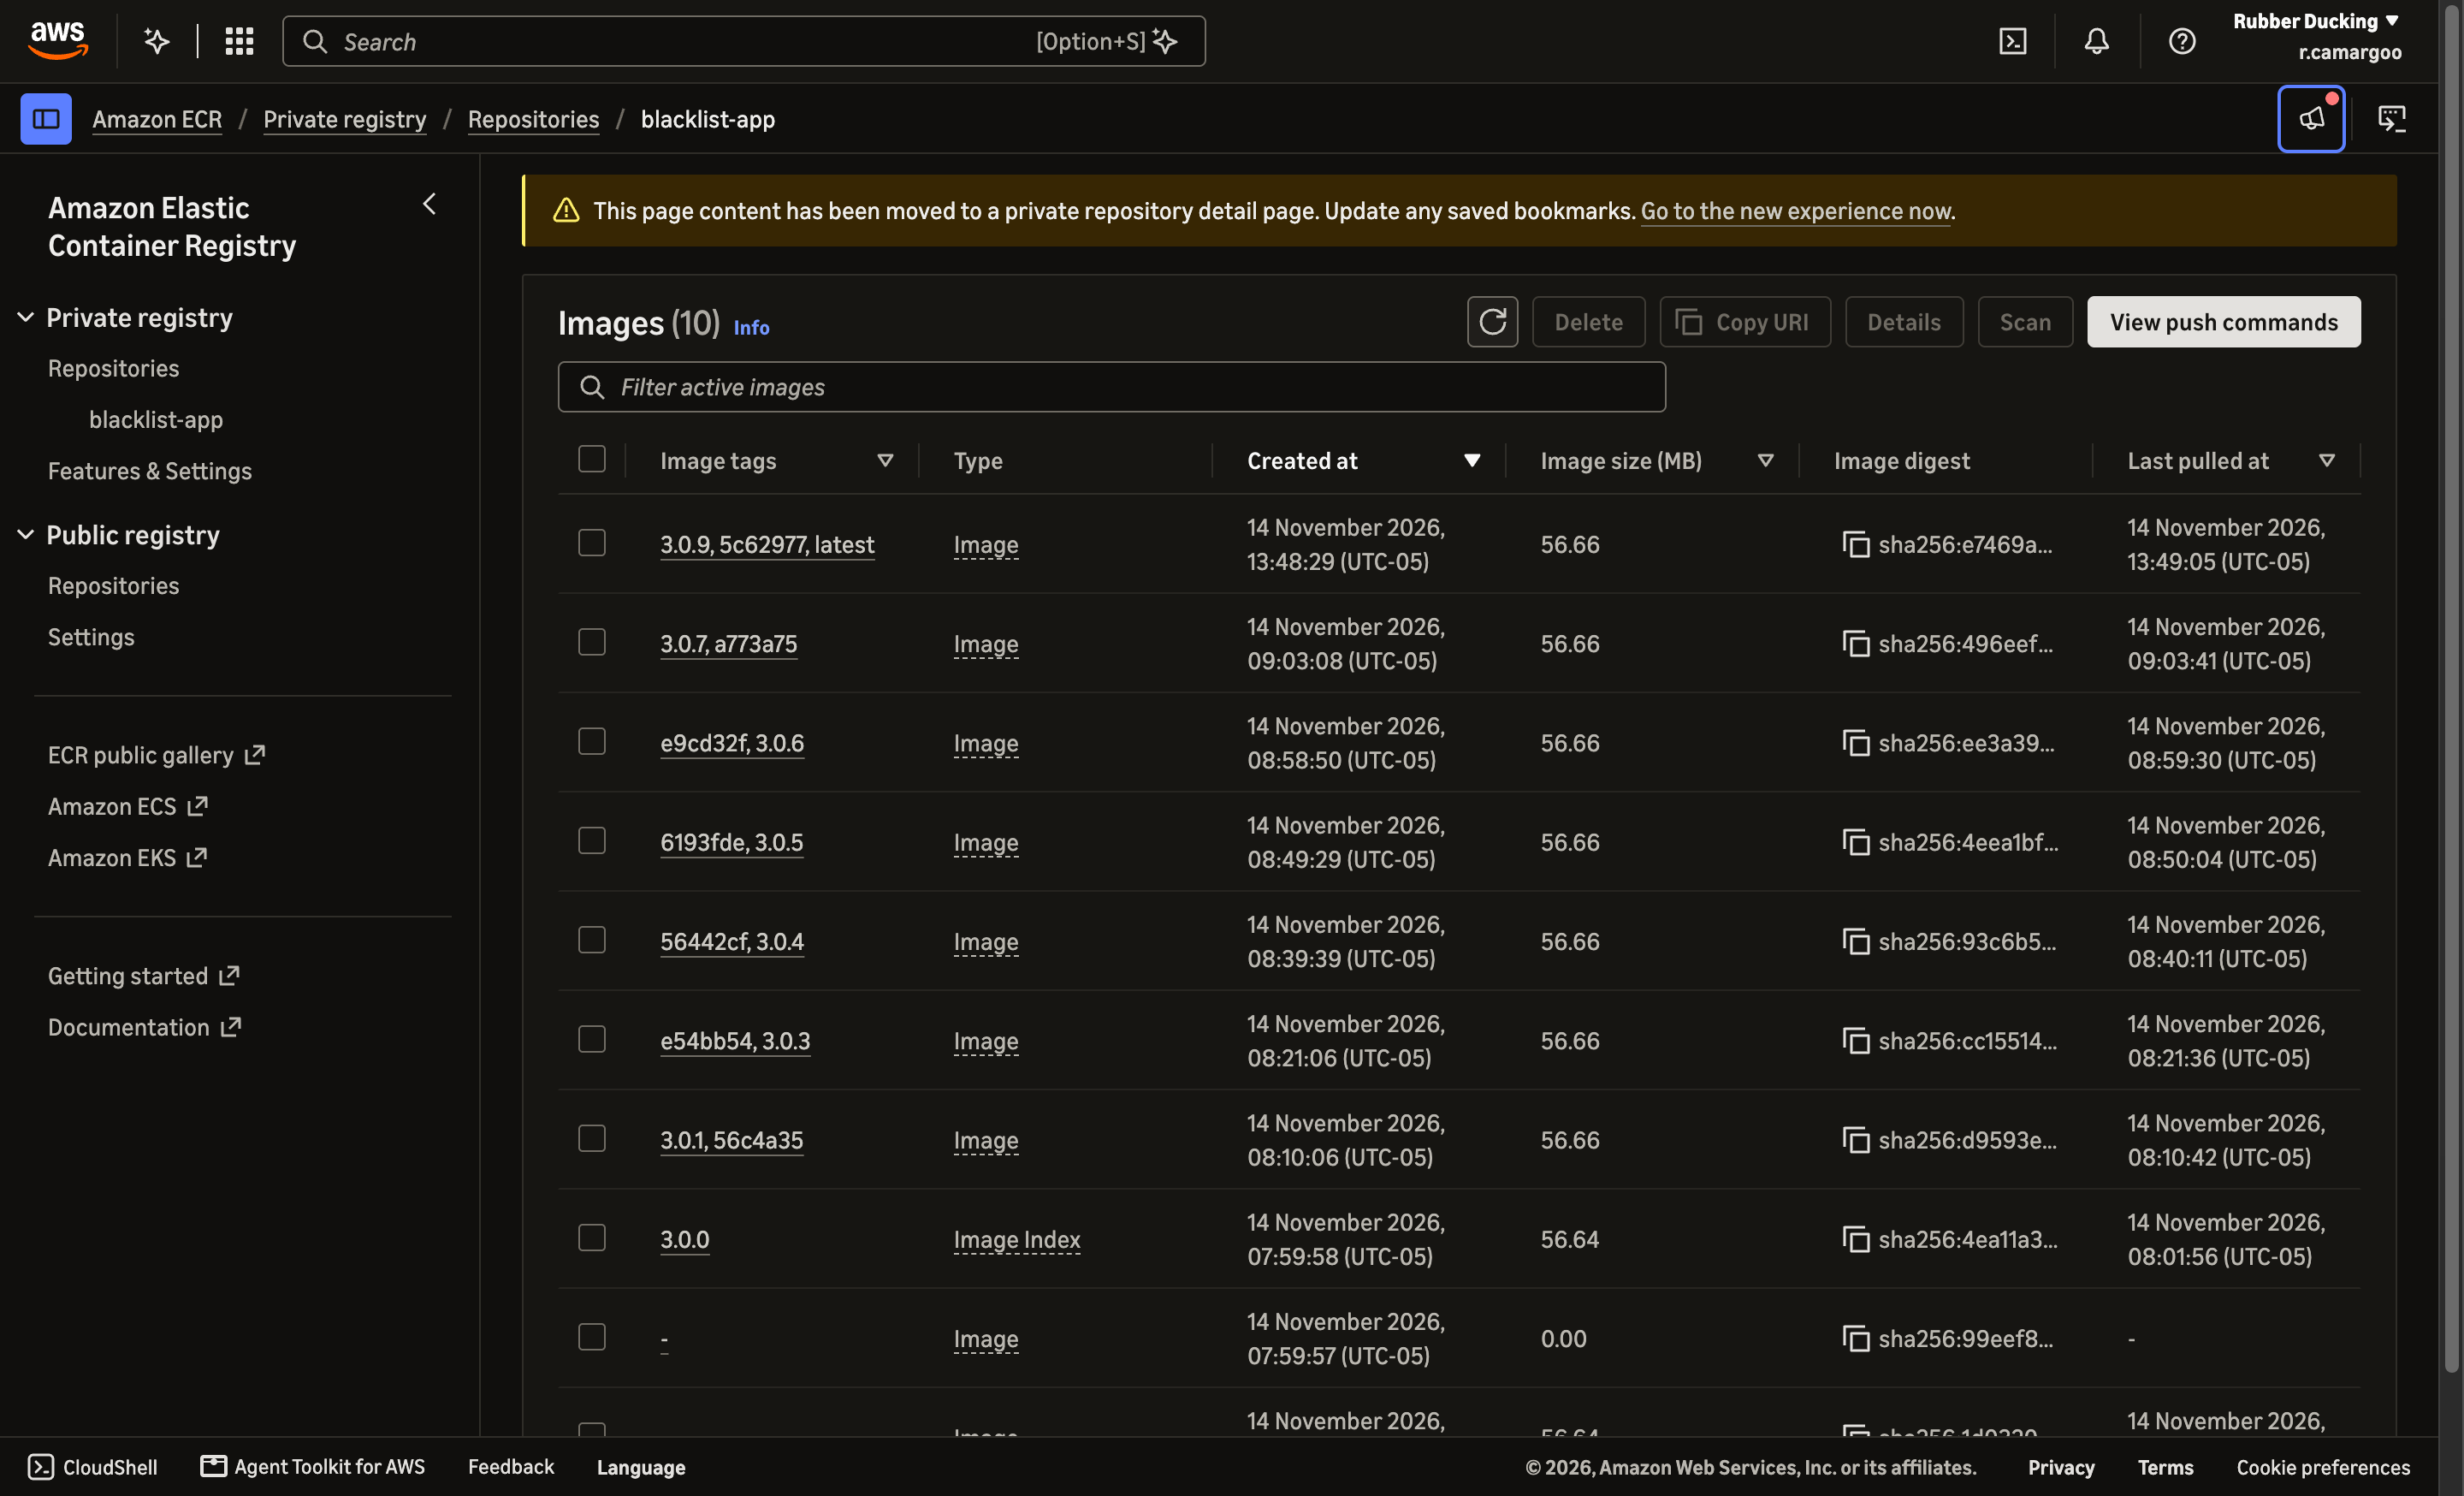 aws
Search
[Option+S]
Rubber Ducking
r.camargoo
Amazon ECR / Private registry / Repositories / blacklist-app
Amazon Elastic
Container Registry
Private registry
Repositories
blacklist-app
Features & Settings
Public registry
Repositories
Settings
ECR public gallery
Amazon ECS
Amazon EKS
Getting started
Documentation
This page content has been moved to a private repository detail page. Update any saved bookmarks. Go to the new experience now.
Images (10) Info
Delete
Copy URI
Details
Scan
View push commands
Filter active images
Image tags
Type
Created at
Image size (MB)
Image digest
Last pulled at
3.0.9, 5c62977, latest
Image
14 November 2026,
13:48:29 (UTC-05)
56.66
sha256:e7469a...
14 November 2026,
13:49:05 (UTC-05)
3.0.7, a773a75
Image
14 November 2026,
09:03:08 (UTC-05)
56.66
sha256:496eef...
14 November 2026,
09:03:41 (UTC-05)
e9cd32f, 3.0.6
Image
14 November 2026,
08:58:50 (UTC-05)
56.66
sha256:ee3a39...
14 November 2026,
08:59:30 (UTC-05)
6193fde, 3.0.5
Image
14 November 2026,
08:49:29 (UTC-05)
56.66
sha256:4eea1bf...
14 November 2026,
08:50:04 (UTC-05)
56442cf, 3.0.4
Image
14 November 2026,
08:39:39 (UTC-05)
56.66
sha256:93c6b5...
14 November 2026,
08:40:11 (UTC-05)
e54bb54, 3.0.3
Image
14 November 2026,
08:21:06 (UTC-05)
56.66
sha256:cc15514...
14 November 2026,
08:21:36 (UTC-05)
3.0.1, 56c4a35
Image
14 November 2026,
08:10:06 (UTC-05)
56.66
sha256:d9593e...
14 November 2026,
08:10:42 (UTC-05)
3.0.0
Image Index
14 November 2026,
07:59:58 (UTC-05)
56.64
sha256:4ea11a3...
14 November 2026,
08:01:56 (UTC-05)
-
Image
14 November 2026,
07:59:57 (UTC-05)
0.00
sha256:99eef8...
-
14 November 2026,
14 November 2026,
CloudShell
Agent Toolkit for AWS
Feedback
Language
© 2026, Amazon Web Services, Inc. or its affiliates.
Privacy
Terms
Cookie preferences